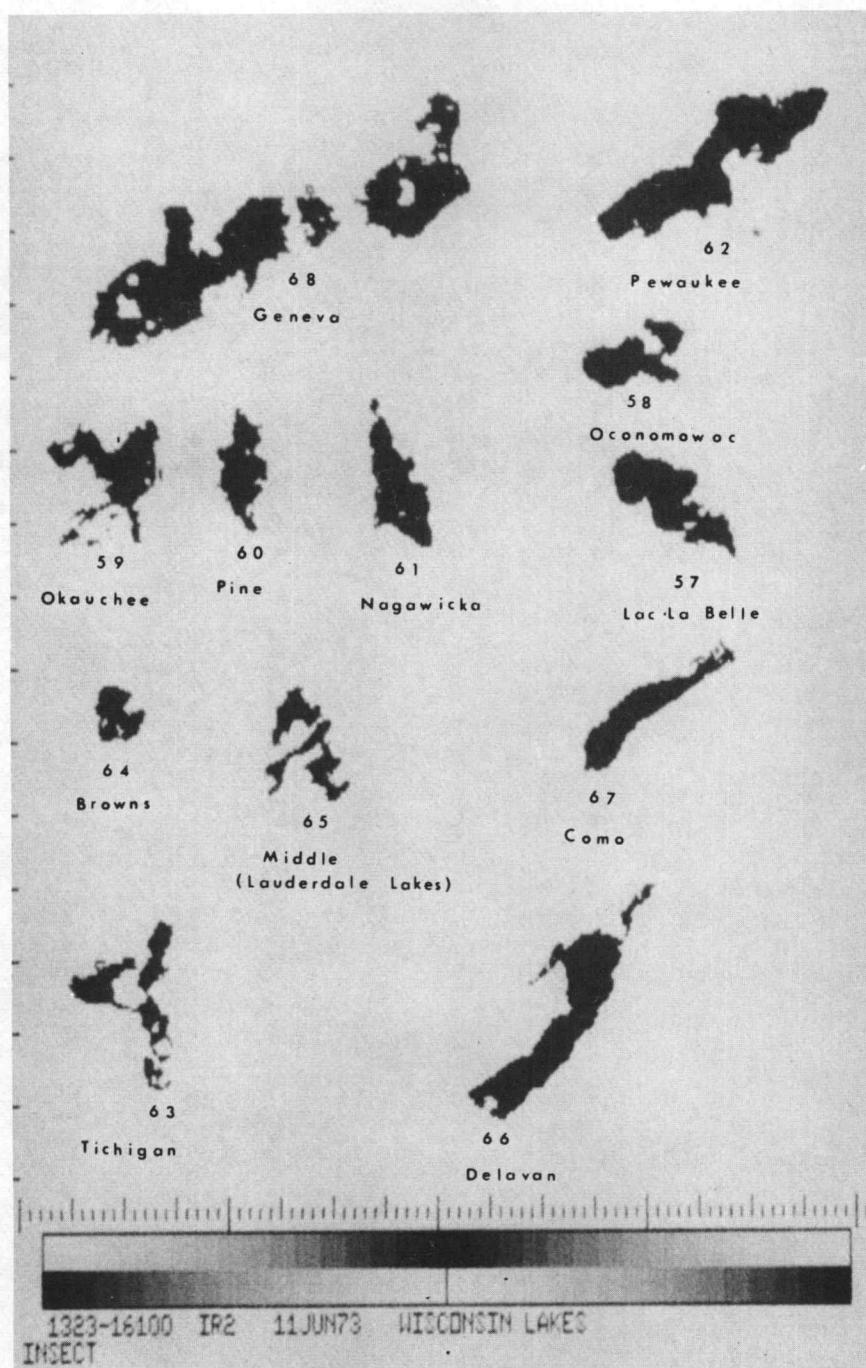 62
Pewaukee
68
Geneva
58
Oconomowoc
59
Okauchee
60
Pine
61
Nagawicka
57
Lac La Belle
64
Browns
65
Middle
(Lauderdale Lakes)
67
Como
63
Tichigan
66
Delavan
1323-16100 IR2 11JUN73 WISCONSIN LAKES
INSECT